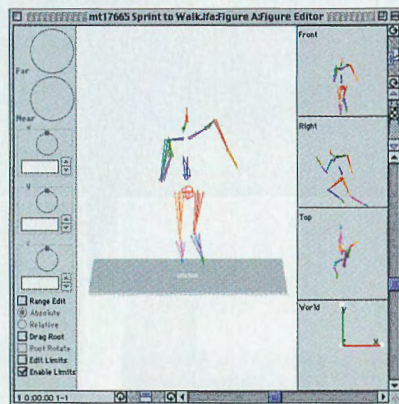 mt17665 Sprint to Walk.lfa:Figure A:Figure Editor
Far
Near
x
y
z
Range Edit
Absolute
Relative
Drag Root
Root Rotate
Edit Limits
Enable Limits
1 0:00.00 1-1
Front
Right
Top
World
y
x